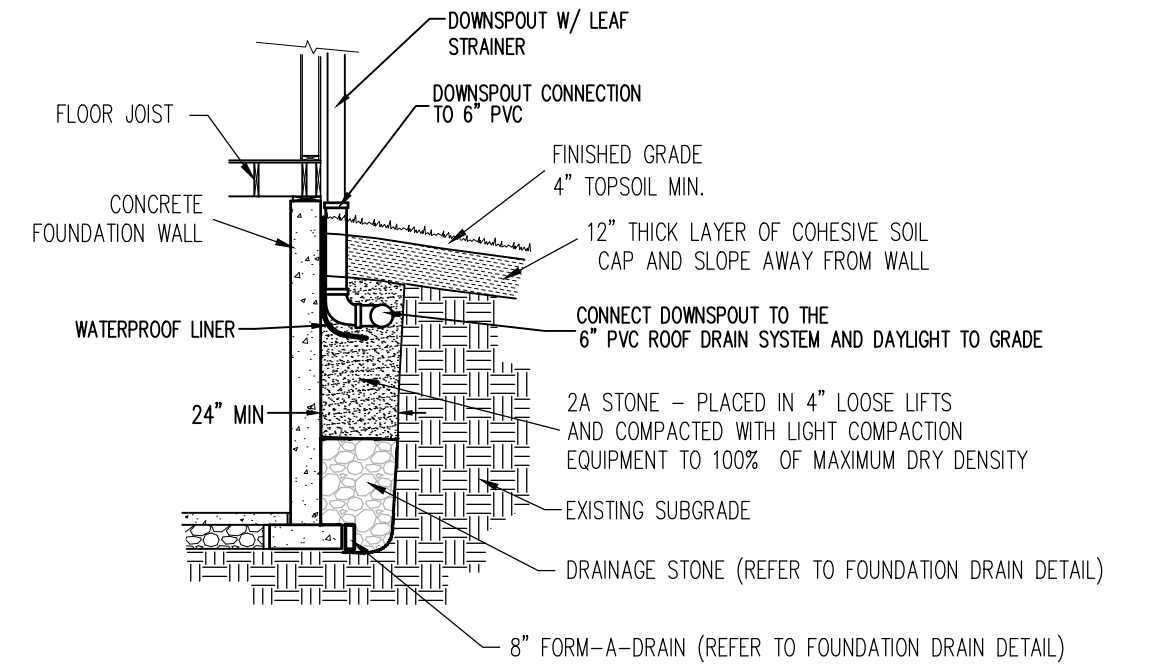 DOWNSPOUT W/ LEAF
STRAINER
DOWNSPOUT CONNECTION
TO 6" PVC
FLOOR JOIST
FINISHED GRADE
4" TOPSOIL MIN.
CONCRETE
FOUNDATION WALL
12" THICK LAYER OF COHESIVE SOIL
CAP AND SLOPE AWAY FROM WALL
WATERPROOF LINER
CONNECT DOWNSPOUT TO THE
6" PVC ROOF DRAIN SYSTEM AND DAYLIGHT TO GRADE
24" MIN
2A STONE – PLACED IN 4" LOOSE LIFTS
AND COMPACTED WITH LIGHT COMPACTION
EQUIPMENT TO 100% OF MAXIMUM DRY DENSITY
EXISTING SUBGRADE
DRAINAGE STONE (REFER TO FOUNDATION DRAIN DETAIL)
8" FORM-A-DRAIN (REFER TO FOUNDATION DRAIN DETAIL)